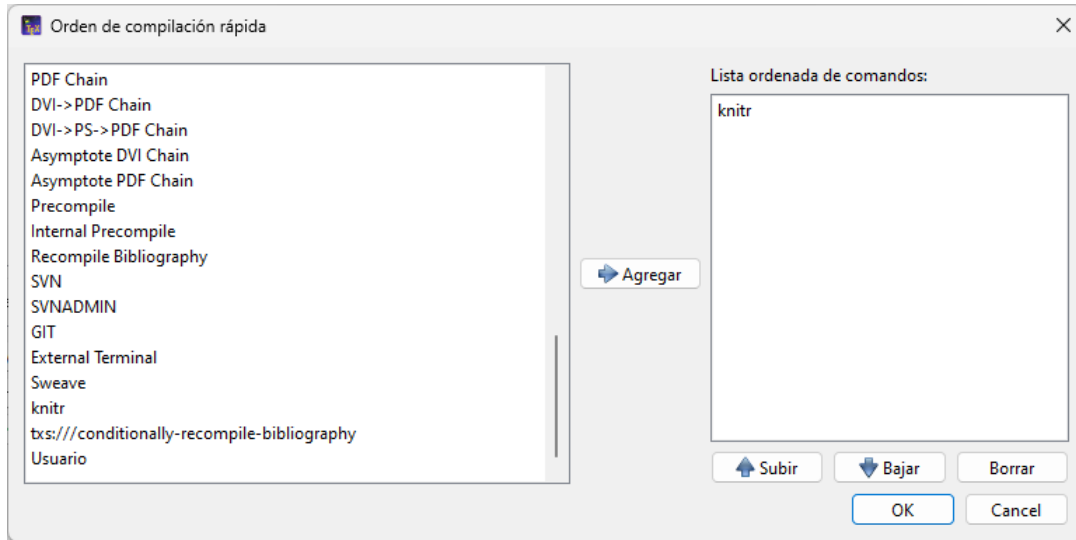 Orden de compilación rápida
PDF Chain
DVI->PDF Chain
DVI->PS->PDF Chain
Asymptote DVI Chain
Asymptote PDF Chain
Precompile
Internal Precompile
Recompile Bibliography
SVN
SVNADMIN
GIT
External Terminal
Sweave
knitr
txs:///conditionally-recompile-bibliography
Usuario
Agregar
Lista ordenada de comandos:
knitr
Subir
Bajar
Borrar
OK
Cancel